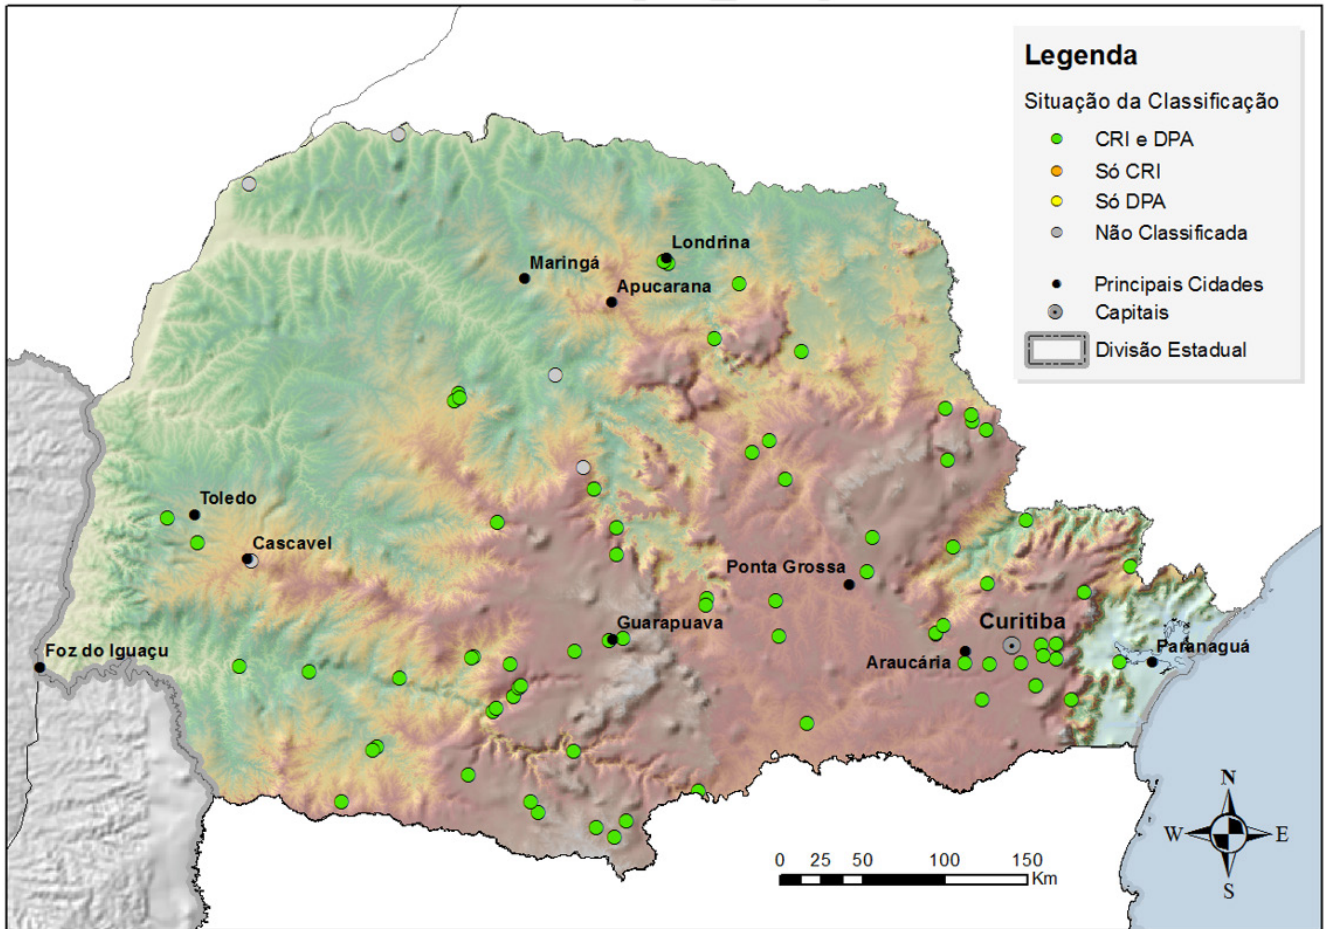 Legenda
Situação da Classificação
CRI e DPA
Só CRI
Só DPA
Não Classificada
Principais Cidades
Capitais
Divisão Estadual
Londrina
Maringá
Apucarana
Toledo
Cascavel
Ponta Grossa
Guarapuava
Curitiba
Foz do Iguaçu
Araucária
Paranaguá
N
W E
S
0 25 50 100 150
Km